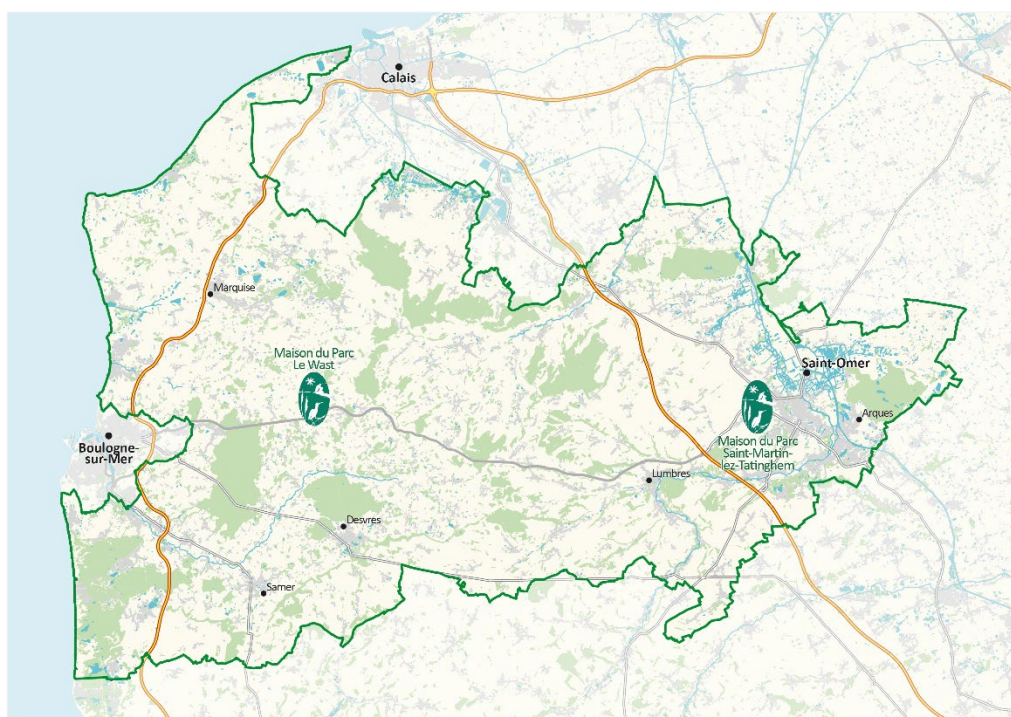 Calais
Marquise
Maison du Parc
Le Wast
Saint-Omer
Arques
Boulogne-
sur-Mer
Maison du Parc
Saint-Martin-
lez-Tatinghem
Lumbres
Desvres
Samer